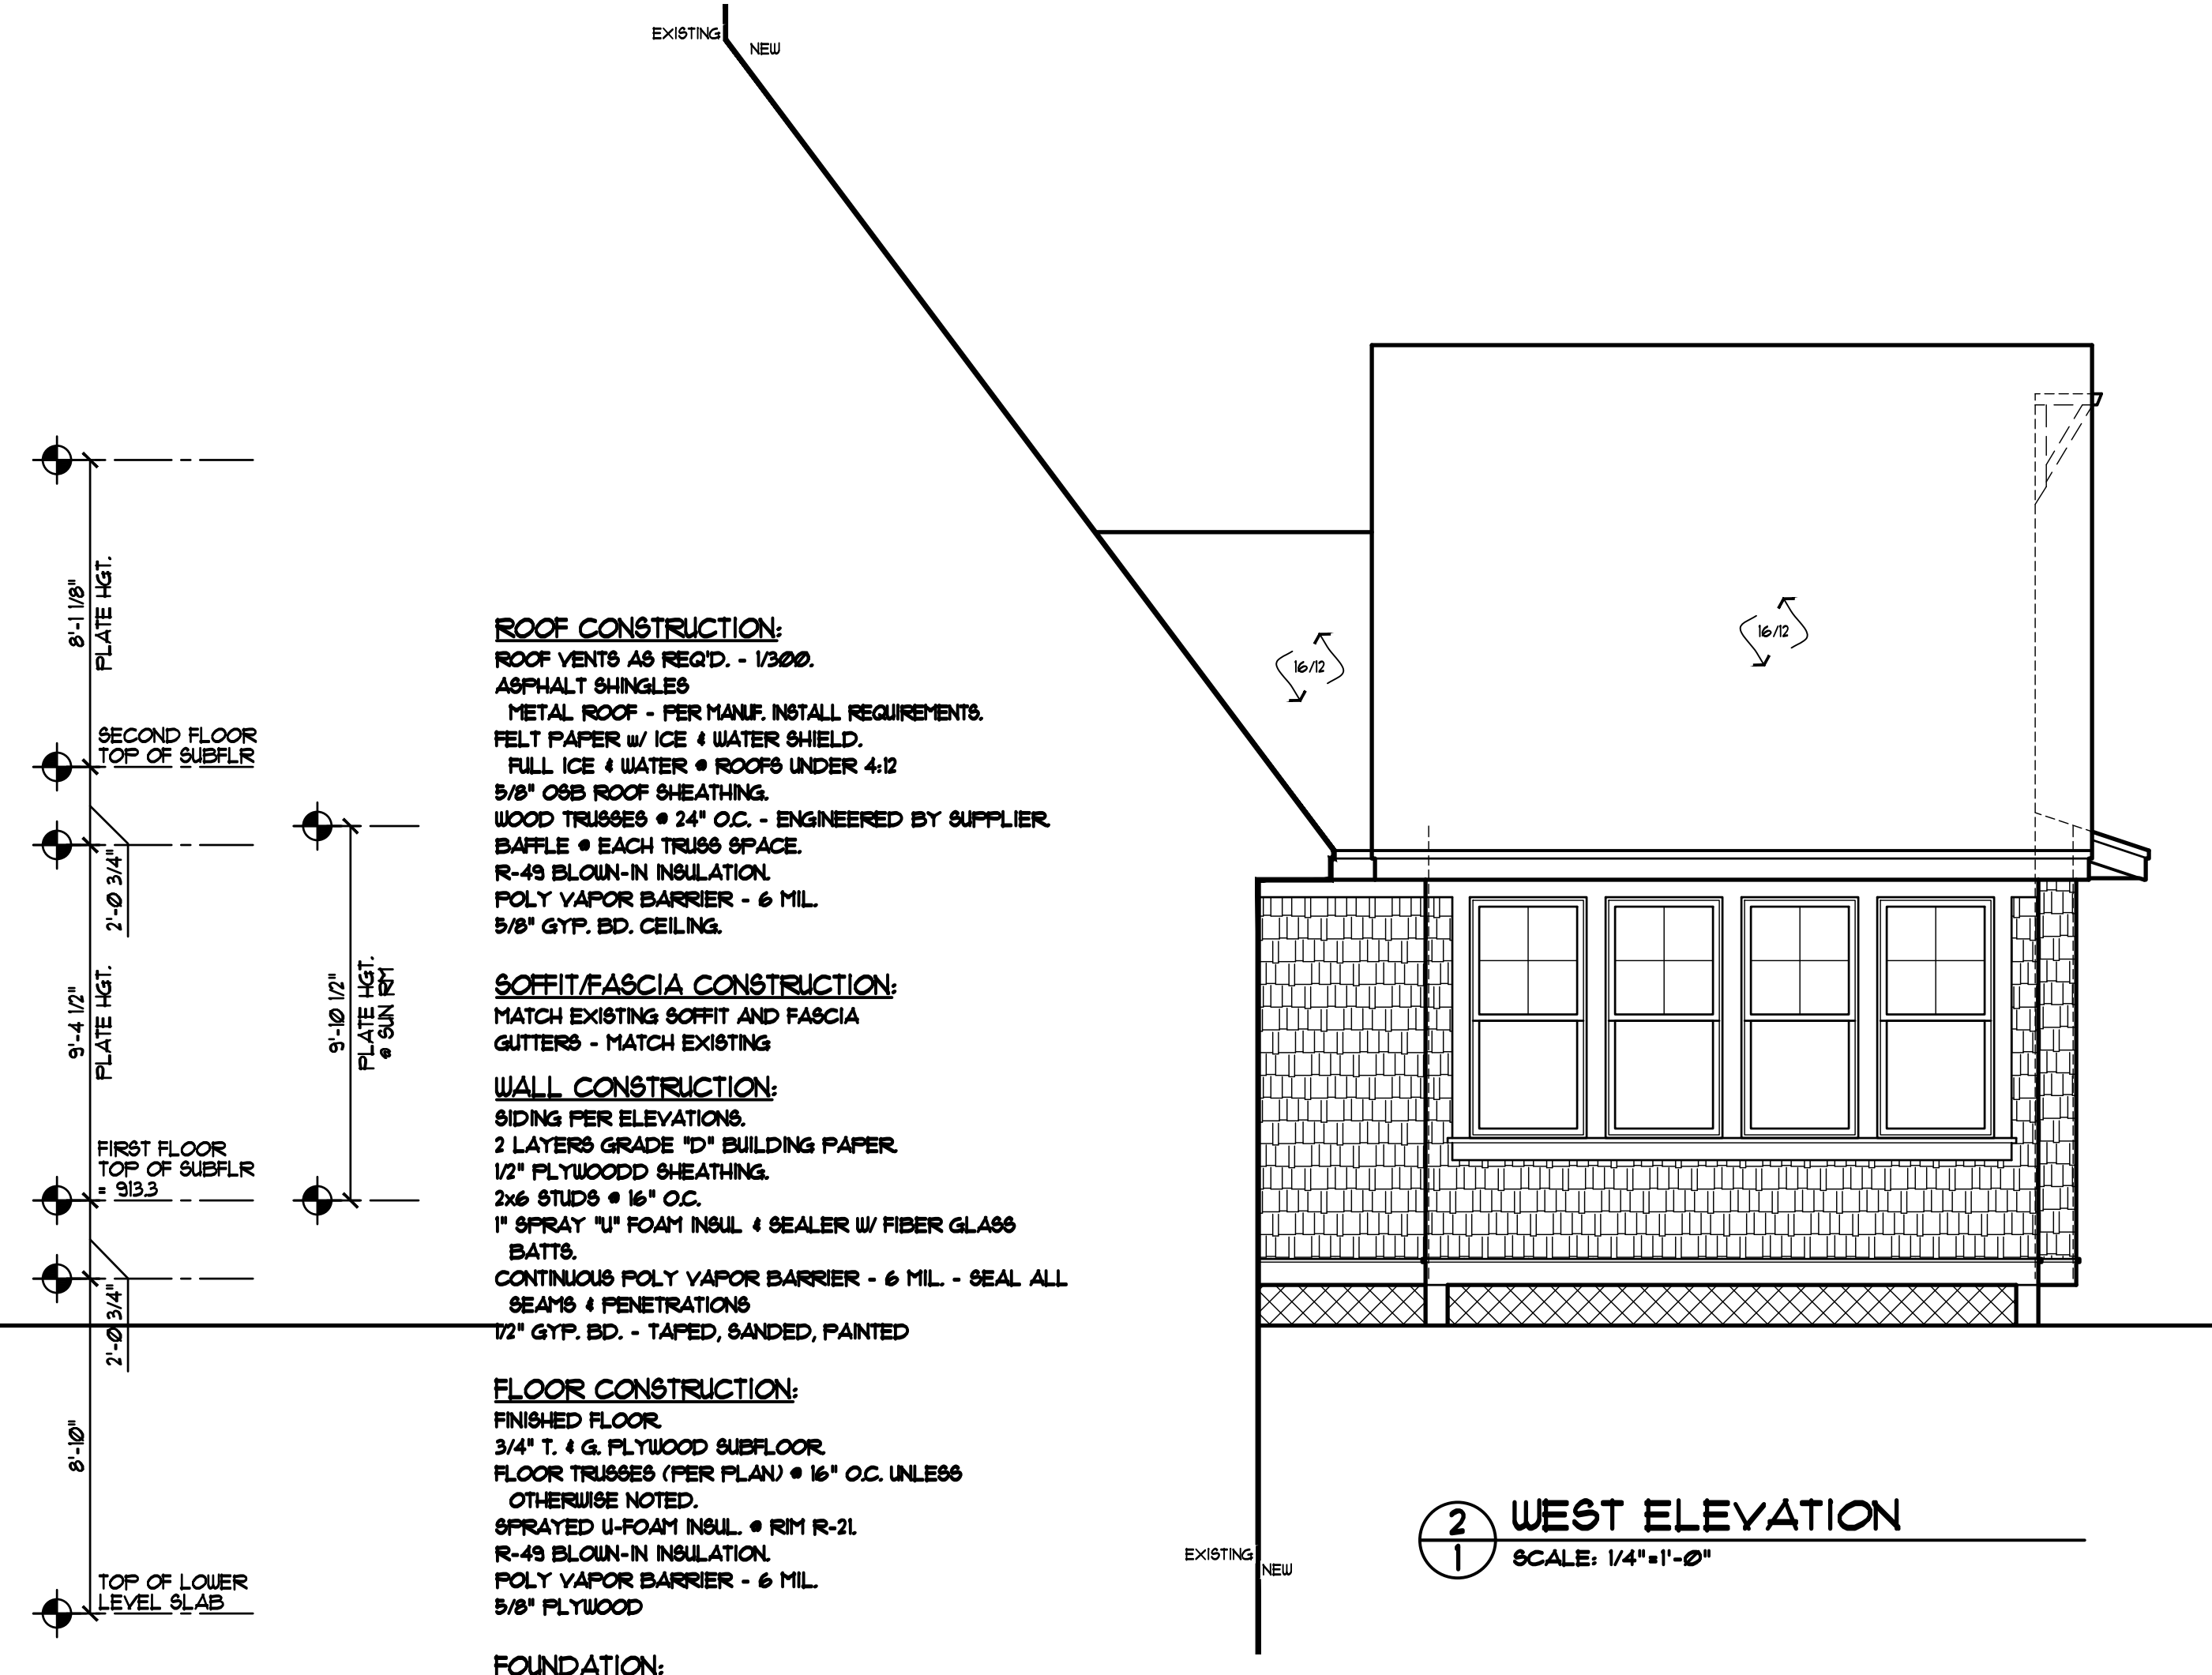 EXISTING
NEW
8'-1 1/8"
PLATE HGT.
SECOND FLOOR
TOP OF SUBFLR
2'-0 3/4"
9'-4 1/2"
PLATE HGT.
9'-10 1/2"
PLATE HGT.
@ SUN RM
FIRST FLOOR
TOP OF SUBFLR
= 913.3
2'-0 3/4"
8'-10"
TOP OF LOWER
LEVEL SLAB
ROOF CONSTRUCTION:
ROOF VENTS AS REQ'D. - 1/300.
ASPHALT SHINGLES
METAL ROOF - PER MANUF. INSTALL REQUIREMENTS.
FELT PAPER w/ ICE & WATER SHIELD.
FULL ICE & WATER @ ROOFS UNDER 4:12
5/8" OSB ROOF SHEATHING.
WOOD TRUSSES @ 24" O.C. - ENGINEERED BY SUPPLIER.
BAFFLE @ EACH TRUSS SPACE.
R-49 BLOWN-IN INSULATION.
POLY VAPOR BARRIER - 6 MIL.
5/8" GYP. BD. CEILING.
SOFFIT/FASCIA CONSTRUCTION:
MATCH EXISTING SOFFIT AND FASCIA
GUTTERS - MATCH EXISTING
WALL CONSTRUCTION:
SIDING PER ELEVATIONS.
2 LAYERS GRADE "D" BUILDING PAPER.
1/2" PLYWOODD SHEATHING.
2x6 STUDS @ 16" O.C.
1" SPRAY "U" FOAM INSUL & SEALER W/ FIBER GLASS
BATTS.
CONTINUOUS POLY VAPOR BARRIER - 6 MIL. - SEAL ALL
SEAMS & PENETRATIONS
1/2" GYP. BD. - TAPED, SANDED, PAINTED
FLOOR CONSTRUCTION:
FINISHED FLOOR.
3/4" T. & G. PLYWOOD SUBFLOOR.
FLOOR TRUSSES (PER PLAN) @ 16" O.C. UNLESS
OTHERWISE NOTED.
SPRAYED U-FOAM INSUL. @ RIM R-21.
R-49 BLOWN-IN INSULATION.
POLY VAPOR BARRIER - 6 MIL.
5/8" PLYWOOD
FOUNDATION:
16/12
16/12
EXISTING
NEW
2
1
WEST ELEVATION
SCALE: 1/4"=1'-0"